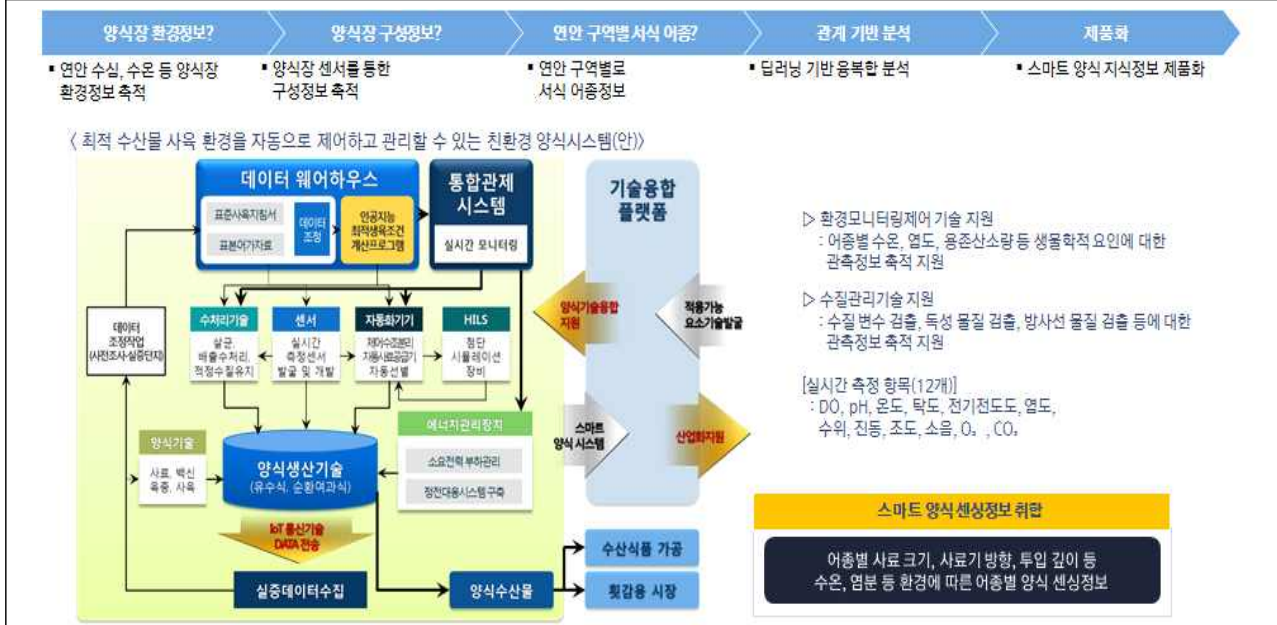 양식장 환경정보?
양식장 구성정보?
연안 구역별 서식 어종?
관계 기반 분석
제품화
▪ 연안 수심, 수온 등 양식장
환경정보 축적
▪ 양식장 센서를 통한
구성정보 축적
▪ 연안 구역별로
서식 어종정보
▪ 딥러닝 기반 융복합 분석
▪ 스마트 양식 지식정보 제품화
〈 최적 수산물 사육 환경을 자동으로 제어하고 관리할 수 있는 친환경 양식시스템(안)〉
데이터 웨어하우스
표준사육지침서
표본어가자료
데이터
조정
인공지능
최적생육조건
계산프로그램
통합관제
시스템
실시간 모니터링
데이터
조정작업
(사전조사·실증단지)
수처리기술
살균,
배출수처리,
적정수질유지
센서
실시간
측정센서
발굴 및 개발
자동화기기
제어수조분리
자동사료공급기
자동선별
HILS
첨단
시뮬레이션
장비
양식기술
사료, 백신
육종, 사육
양식생산기술
(유수식, 순환여과식)
에너지관리장치
소요전력 부하관리
정전대응시스템 구축
IoT 통신기술
DATA 전송
실증데이터수집
양식수산물
수산식품 가공
횟감용 시장
기술융합
플랫폼
양식기술융합
지원
적용가능
요소기술발굴
스마트
양식 시스템
산업화지원
▷ 환경모니터링제어 기술 지원
: 어종별 수온, 염도, 용존산소량 등 생물학적 요인에 대한
관측정보 축적 지원
▷ 수질관리기술 지원
: 수질 변수 검출, 독성 물질 검출, 방사선 물질 검출 등에 대한
관측정보 축적 지원
[실시간 측정 항목(12개)]
: DO, pH, 온도, 탁도, 전기전도도, 염도,
수위, 진동, 조도, 소음, O₃ , CO₂
스마트 양식 센싱정보 취합
어종별 사료 크기, 사료기 방향, 투입 깊이 등
수온, 염분 등 환경에 따른 어종별 양식 센싱정보